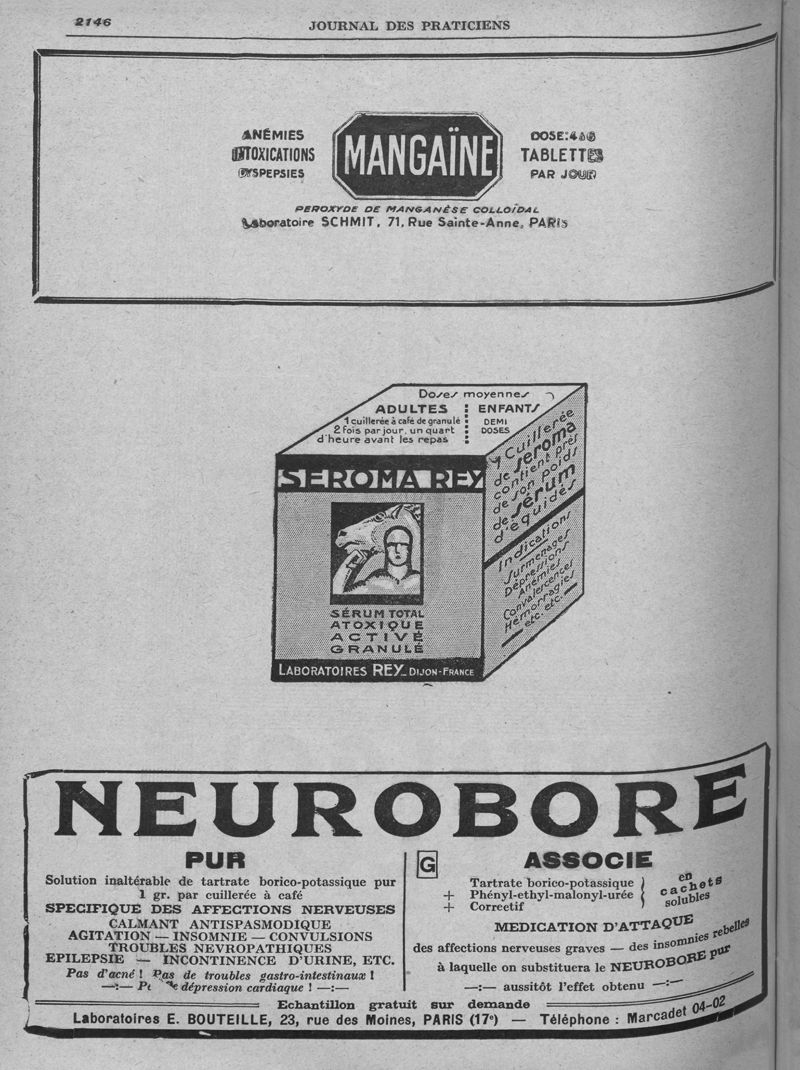 2146
JOURNAL DES PRATICIENS
ANÉMIES
INTOXICATIONS
DYSPEPSIES
MANGAÏNE
DOSE: 4 à
TABLETTES
PAR JOUR
PEROXYDE DE MANGANÈSE COLLOÏDAL
Laboratoire SCHMIT, 71, Rue Sainte-Anne, PARIS
Doses moyennes
ADULTES
1 cuillerée à café de granulé
2 fois par jour, un quart
d'heure avant les repas
ENFANTS
DEMI
DOSES
SEROMA REY
SÉRUM TOTAL
ATOXIQUE
ACTIVÉ
GRANULÉ
LABORATOIRES REY_DIJON-FRANCE
1 Cuillerée
de seroma
contient près
de son poids
de sérum
d'équidés
Indications
Surmenages
Dépressions
Anémies
Convalescences
Hémorragies
etc. etc.
NEUROBORE
PUR
Solution inaltérable de tartrate borico-potassique pur
1 gr. par cuillerée à café
SPECIFIQUE DES AFFECTIONS NERVEUSES
CALMANT ANTISPASMODIQUE
AGITATION — INSOMNIE — CONVULSIONS
TROUBLES NEVROPATHIQUES
EPILEPSIE — INCONTINENCE D'URINE, ETC.
Pas d'acné ! Pas de troubles gastro-intestinaux !
—:— de dépression cardiaque ! —:—
G
ASSOCIE
Tartrate borico-potassique
+ Phényl-ethyl-malonyl-urée
+ Correctif
en
cachets
solubles
MEDICATION D'ATTAQUE
des affections nerveuses graves — des insomnies rebelles
à laquelle on substituera le NEUROBORE pur
—:— aussitôt l'effet obtenu —:—
Echantillon gratuit sur demande
Laboratoires E. BOUTEILLE, 23, rue des Moines, PARIS (17e) — Téléphone : Marcadet 04-02